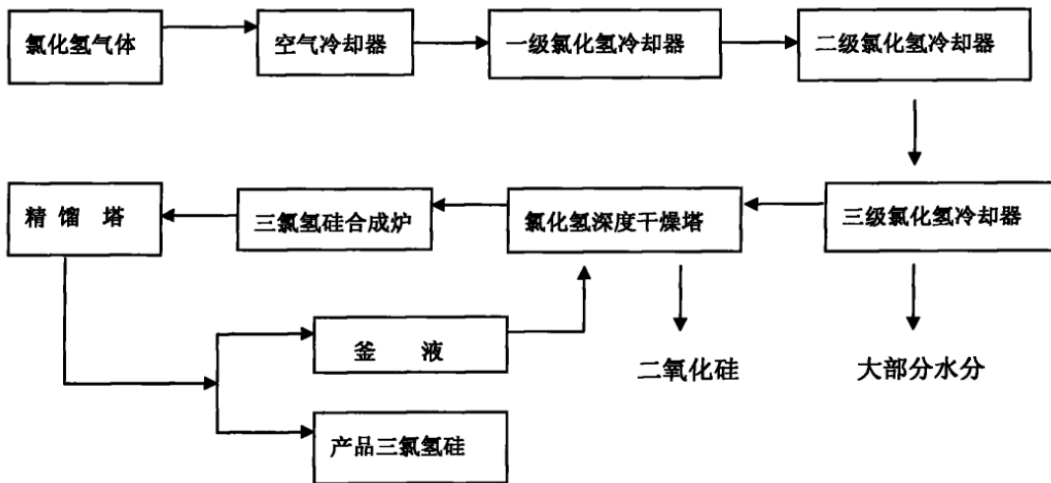 氯化氢气体
空气冷却器
一级氯化氢冷却器
二级氯化氢冷却器
精 馏 塔
三氯氢硅合成炉
氯化氢深度干燥塔
三级氯化氢冷却器
釜 液
二氧化硅
大部分水分
产品三氯氢硅